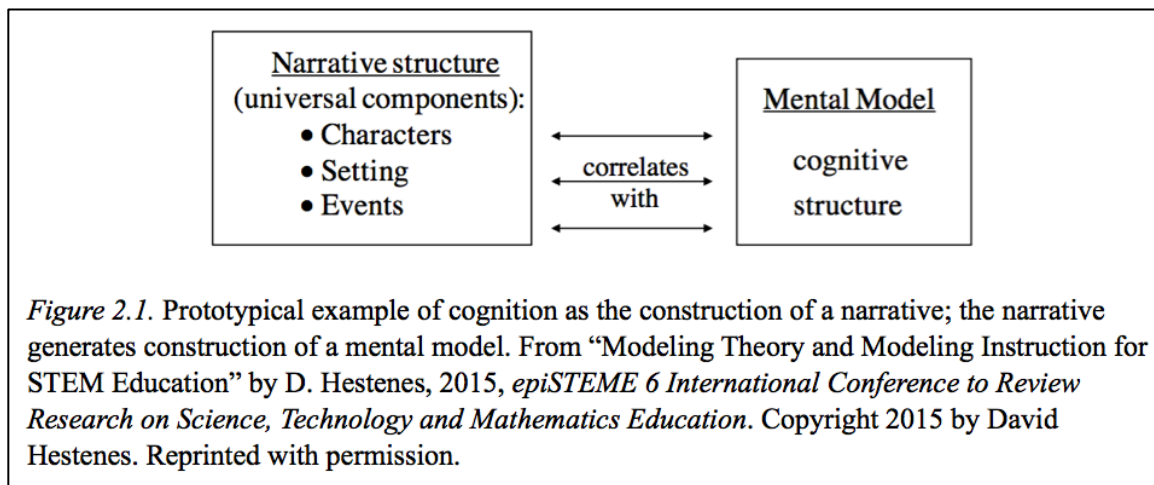 Narrative structure
(universal components):
• Characters
• Setting
• Events
correlates
with
Mental Model
cognitive
structure
Figure 2.1. Prototypical example of cognition as the construction of a narrative; the narrative
generates construction of a mental model. From “Modeling Theory and Modeling Instruction for
STEM Education” by D. Hestenes, 2015, epiSTEME 6 International Conference to Review
Research on Science, Technology and Mathematics Education. Copyright 2015 by David
Hestenes. Reprinted with permission.